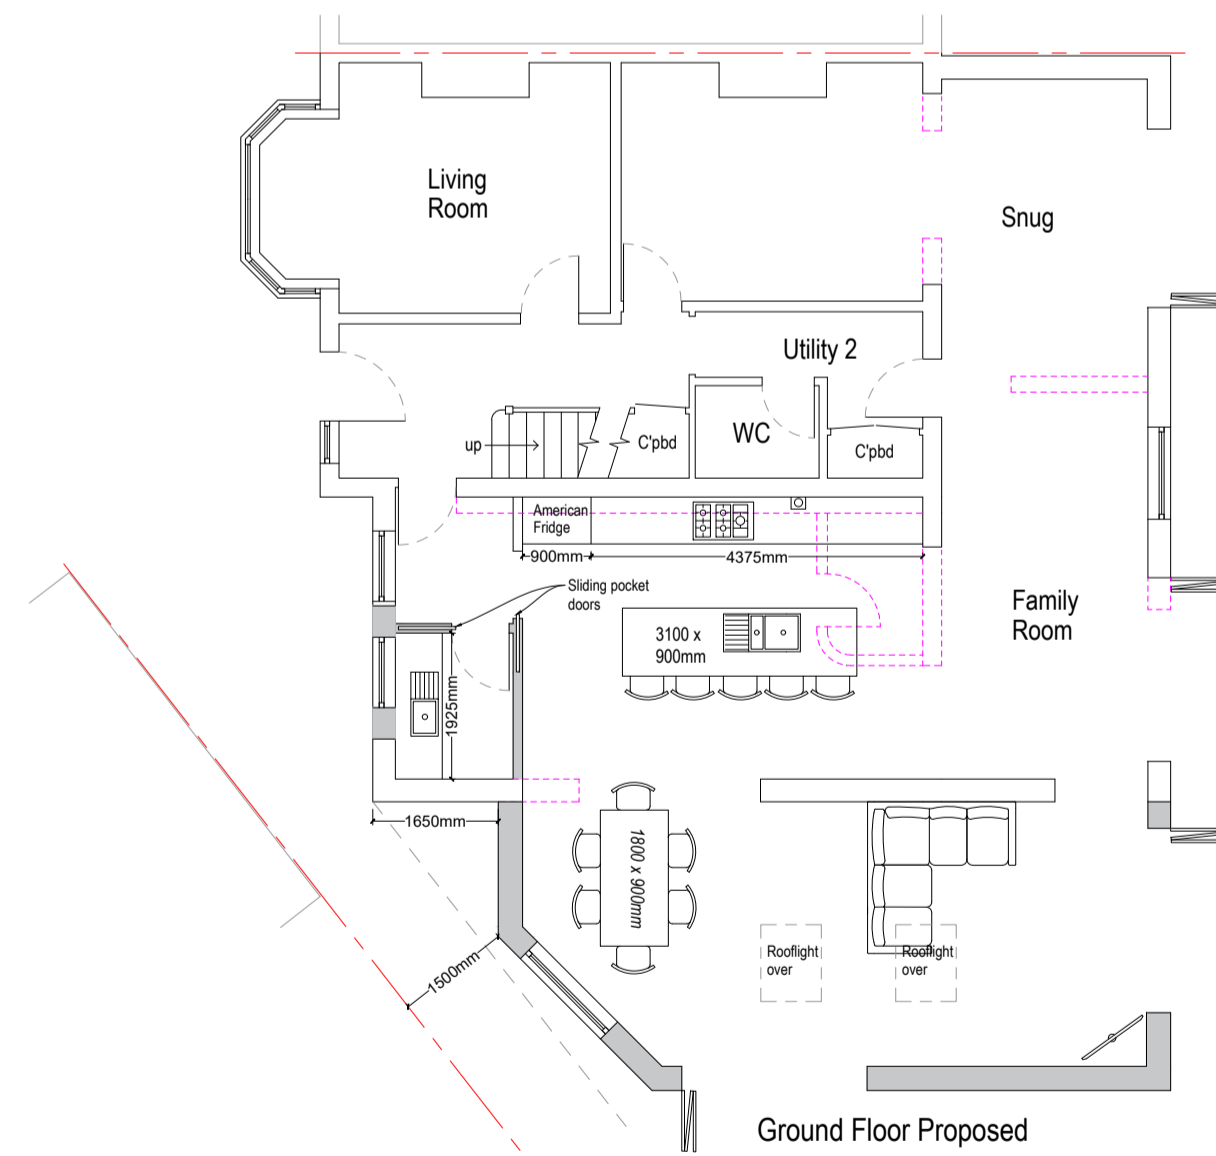 Living
Room
Snug
Utility 2
WC
up
C'pbd
C'pbd
American
Fridge
900mm
4375mm
Sliding pocket
doors
Family
Room
3100 x
900mm
1925mm
1650mm
1800 x 900mm
1500mm
Rooflight
over
Rooflight
over
Ground Floor Proposed